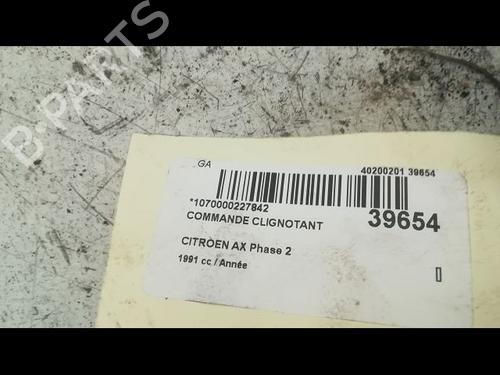 B-PARTS
GA
40200201 39654
*1070000227842
39654
COMMANDE CLIGNOTANT
CITROEN AX Phase 2
1991 cc / Année